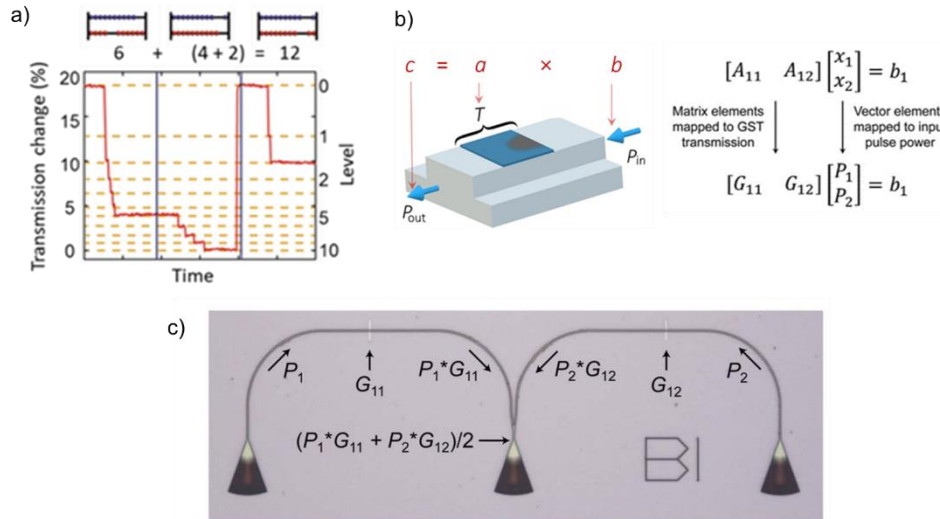 a)
6 + (4 + 2) = 12
Transmission change (%)
20
15
10
5
0
0
1
2
5
10
Level
Time
b)
c = a × b
T
P_in
P_out
[A₁₁ A₁₂] [x₁ x₂] = b₁
Matrix elements
mapped to GST
transmission
Vector element
mapped to inpu
pulse power
[G₁₁ G₁₂] [P₁ P₂] = b₁
c)
P₁
G₁₁
P₁*G₁₁
P₂*G₁₂
G₁₂
P₂
(P₁*G₁₁ + P₂*G₁₂)/2